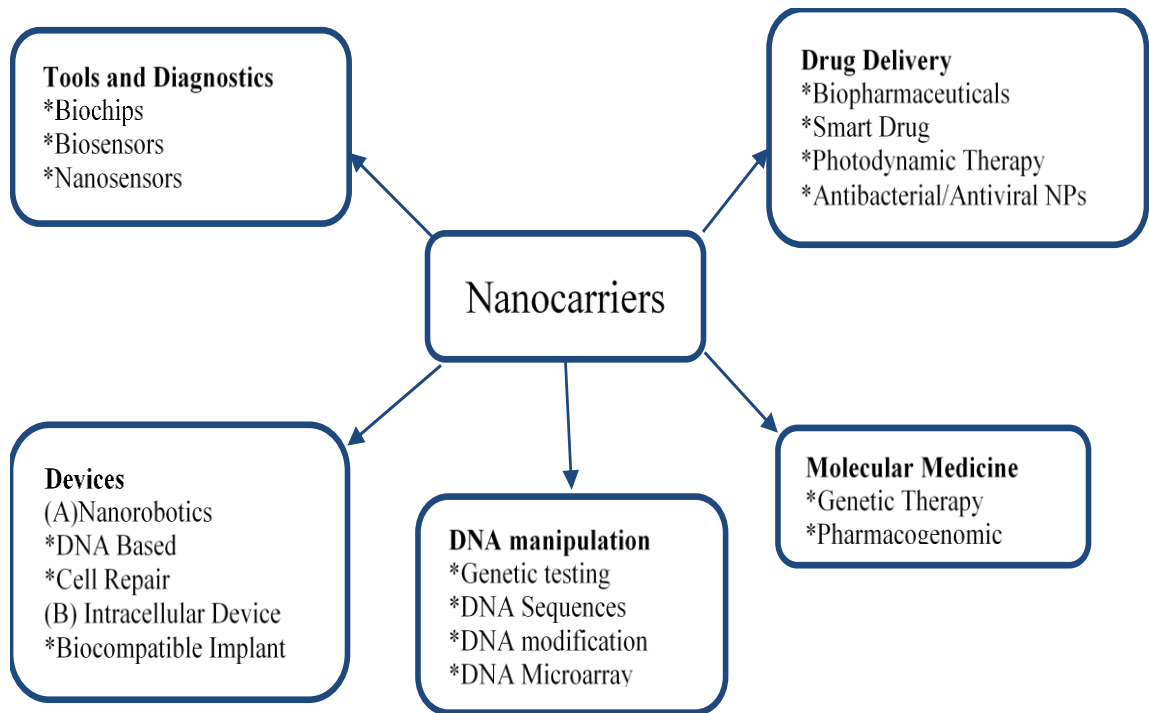 Tools and Diagnostics
*Biochips
*Biosensors
*Nanosensors
Drug Delivery
*Biopharmaceuticals
*Smart Drug
*Photodynamic Therapy
*Antibacterial/Antiviral NPs
Nanocarriers
Devices
(A)Nanorobotics
*DNA Based
*Cell Repair
(B) Intracellular Device
*Biocompatible Implant
DNA manipulation
*Genetic testing
*DNA Sequences
*DNA modification
*DNA Microarray
Molecular Medicine
*Genetic Therapy
*Pharmacogenomic